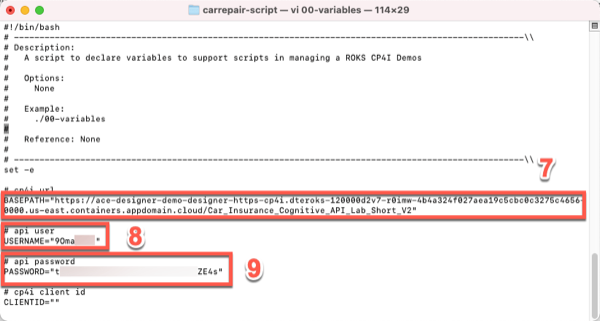 carrepair-script — vi 00-variables — 114×29
#!/bin/bash
# -----------------------------------------------------------------------------------\\
# Description:
#   A script to declare variables to support scripts in managing a ROKS CP4I Demos
#
#   Options:
#     None
#
#   Example:
#     ./00-variables
#
#   Reference: None
#
# -----------------------------------------------------------------------------------\\
7
set -e
# cp4i url
BASEPATH="https://ace-designer-demo-designer-https-cp4i.dteroks-120000d2v7-r0imw-4b4a324f027aea19c5cbc0c3275c4656-
0000.us-east.containers.appdomain.cloud/Car_Insurance_Cognitive_API_Lab_Short_V2"
# api user
8
USERNAME="9Oma "
# api password
9
PASSWORD="t ZE4s"
# cp4i client id
CLIENTID=""